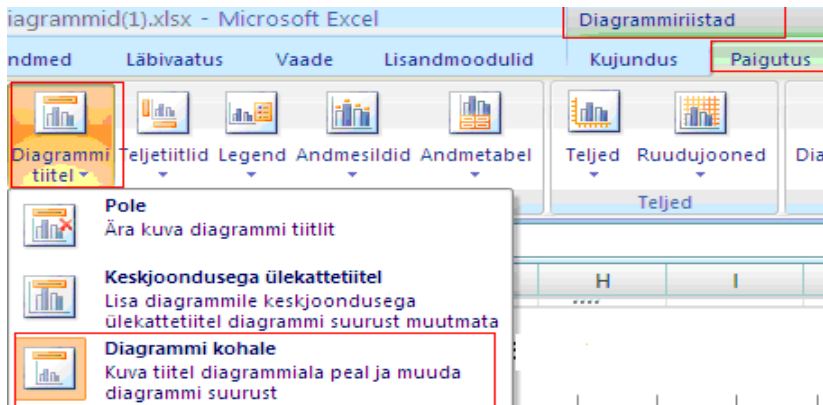 iagrammid(1).xlsx - Microsoft Excel
Diagrammiriistad
ndmed Läbivaatus Vaade Lisandmoodulid Kujundus Paigutus
Diagrammi tiitel
Teljetiitlid Legend Andmesildid Andmetabel Teljed Ruudujooned Dia
Teljed
Pole
Ära kuva diagrammi tiitlit
Keskjoondusega ülekattetiitel
Lisa diagrammile keskjoondusega
ülekattetiitel diagrammi suurust muutmata
Diagrammi kohale
Kuva tiitel diagrammiala peal ja muuda
diagrammi suurust
H I